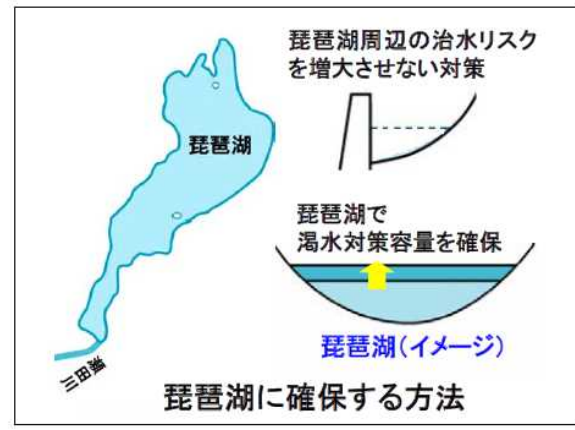 琵琶湖周辺の治水リスク
を増大させない対策
琵琶湖
琵琶湖で
渇水対策容量を確保
琵琶湖(イメージ)
瀬田川
琵琶湖に確保する方法